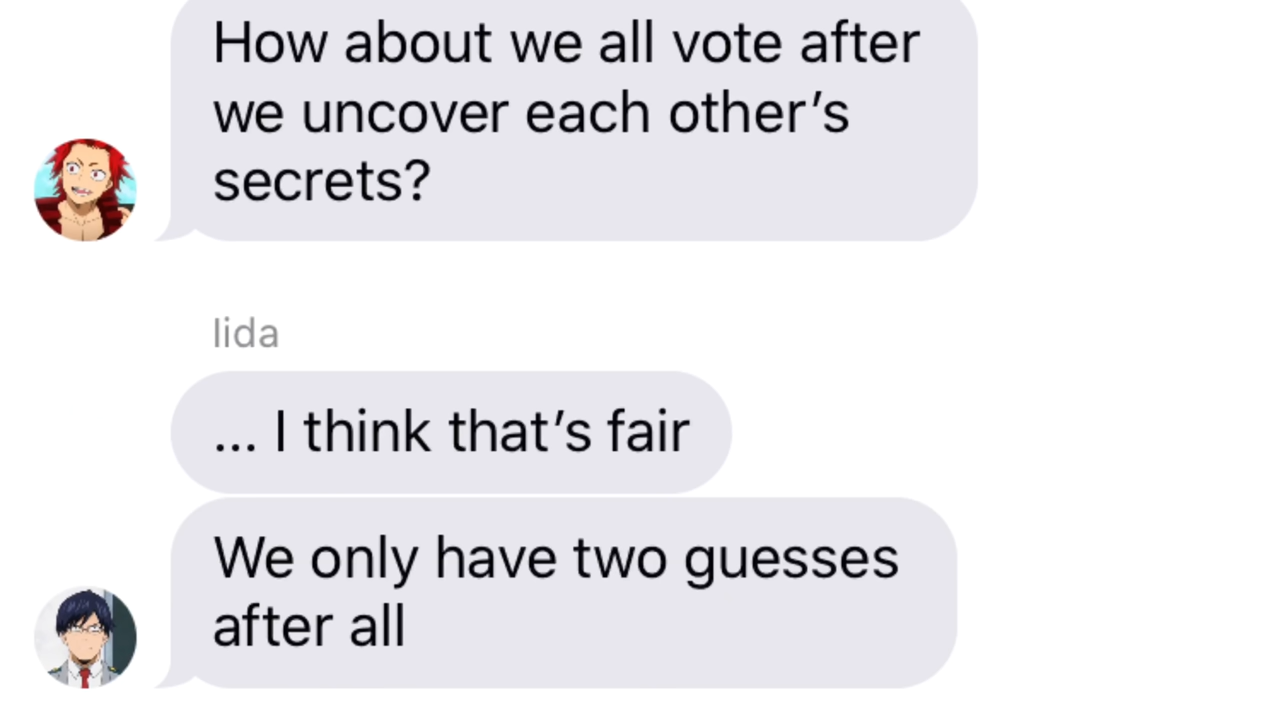 How about we all vote after
we uncover each other’s
secrets?
Iida
... I think that’s fair
We only have two guesses
after all